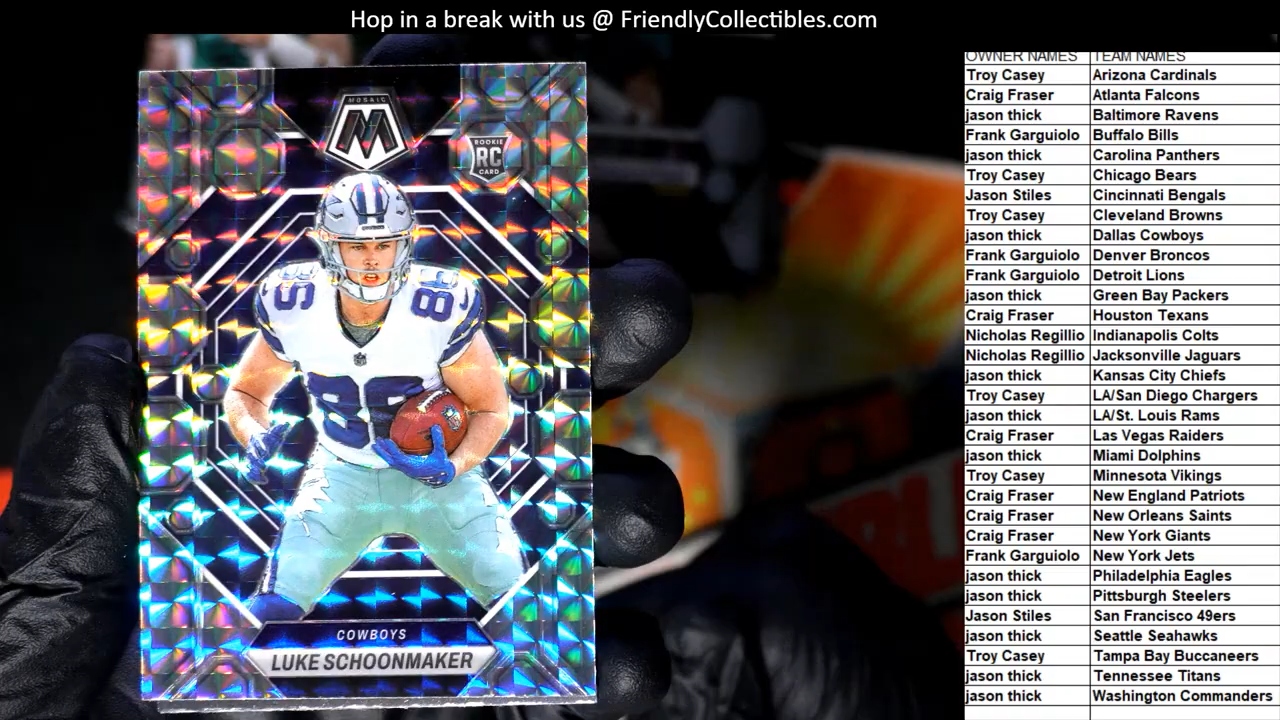 Hop in a break with us @ FriendlyCollectibles.com
MOSAIC
M
ROOKIE
RC
CARD
86
86
86
COWBOYS
LUKE SCHOONMAKER
OWNER NAMES TEAM NAMES
Troy Casey Arizona Cardinals
Craig Fraser Atlanta Falcons
jason thick Baltimore Ravens
Frank Garguiolo Buffalo Bills
jason thick Carolina Panthers
Troy Casey Chicago Bears
Jason Stiles Cincinnati Bengals
Troy Casey Cleveland Browns
jason thick Dallas Cowboys
Frank Garguiolo Denver Broncos
Frank Garguiolo Detroit Lions
jason thick Green Bay Packers
Craig Fraser Houston Texans
Nicholas Regillio Indianapolis Colts
Nicholas Regillio Jacksonville Jaguars
jason thick Kansas City Chiefs
Troy Casey LA/San Diego Chargers
jason thick LA/St. Louis Rams
Craig Fraser Las Vegas Raiders
jason thick Miami Dolphins
Troy Casey Minnesota Vikings
Craig Fraser New England Patriots
Craig Fraser New Orleans Saints
Craig Fraser New York Giants
Frank Garguiolo New York Jets
jason thick Philadelphia Eagles
jason thick Pittsburgh Steelers
Jason Stiles San Francisco 49ers
jason thick Seattle Seahawks
Troy Casey Tampa Bay Buccaneers
jason thick Tennessee Titans
jason thick Washington Commanders